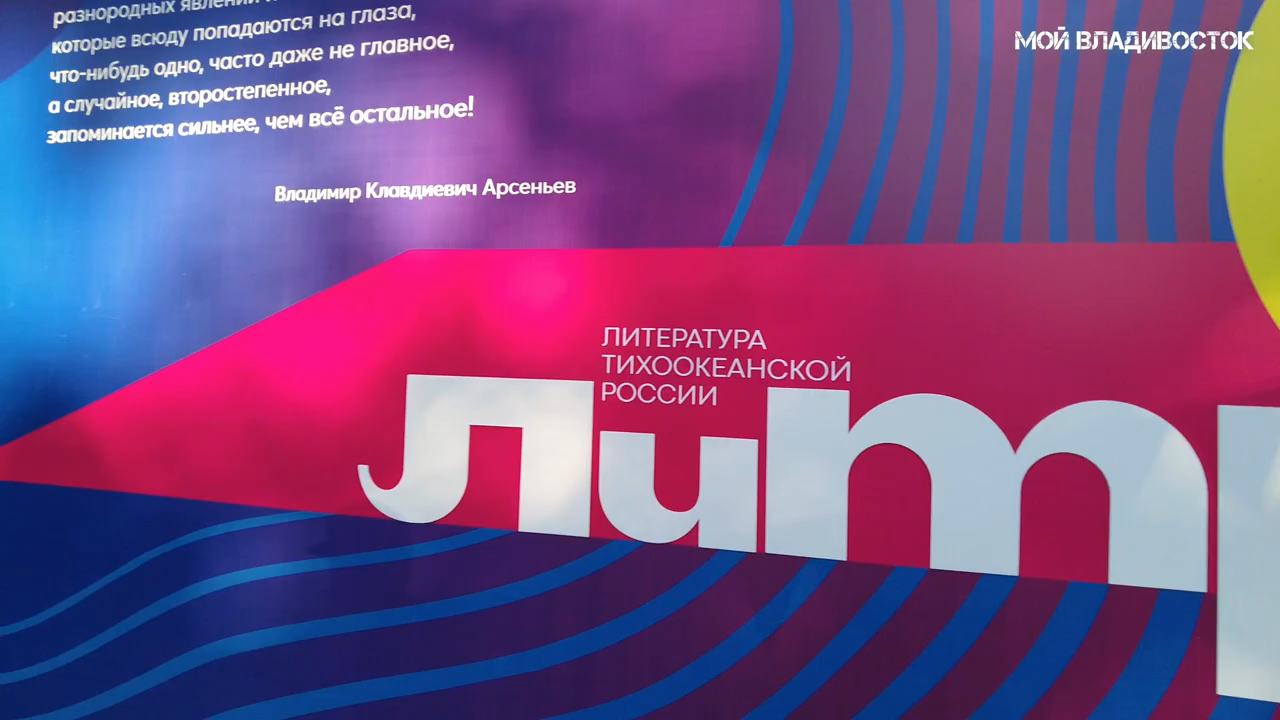 разнородных явлений
которые всюду попадаются на глаза,
что-нибудь одно, часто даже не главное,
а случайное, второстепенное,
запоминается сильнее, чем всё остальное!
Владимир Клавдиевич Арсеньев
МОЙ ВЛАДИВОСТОК
ЛИТЕРАТУРА
ТИХООКЕАНСКОЙ
РОССИИ
Лит